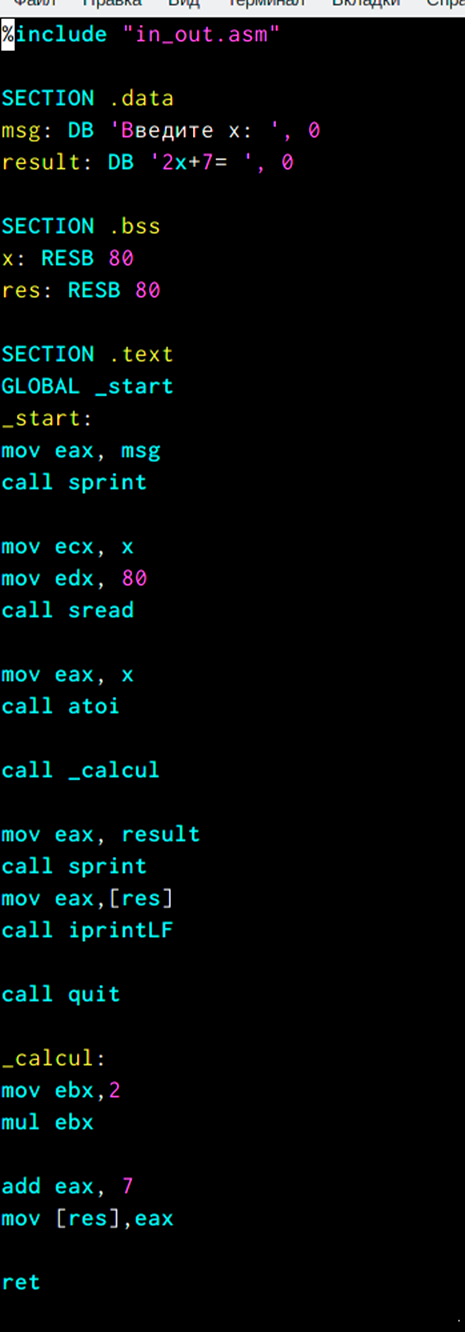 Файл Правка Вид Терминал Вкладки
%include "in_out.asm"
SECTION .data
msg: DB 'Введите x: ', 0
result: DB '2x+7= ', 0
SECTION .bss
x: RESB 80
res: RESB 80
SECTION .text
GLOBAL _start
_start:
mov eax, msg
call sprint
mov ecx, x
mov edx, 80
call sread
mov eax, x
call atoi
call _calcul
mov eax, result
call sprint
mov eax,[res]
call iprintLF
call quit
_calcul:
mov ebx,2
mul ebx
add eax, 7
mov [res],eax
ret